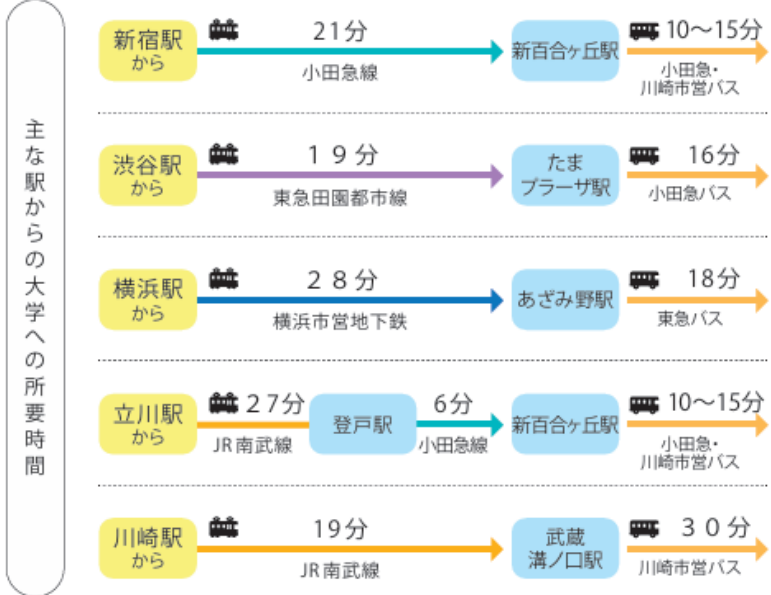 主な駅からの大学への所要時間
新宿駅
から
21分
小田急線
新百合ヶ丘駅
10〜15分
小田急・
川崎市営バス
渋谷駅
から
19分
東急田園都市線
たま
プラーザ駅
16分
小田急バス
横浜駅
から
28分
横浜市営地下鉄
あざみ野駅
18分
東急バス
立川駅
から
27分
JR南武線
登戸駅
6分
小田急線
新百合ヶ丘駅
10〜15分
小田急・
川崎市営バス
川崎駅
から
19分
JR南武線
武蔵
溝ノ口駅
30分
川崎市営バス